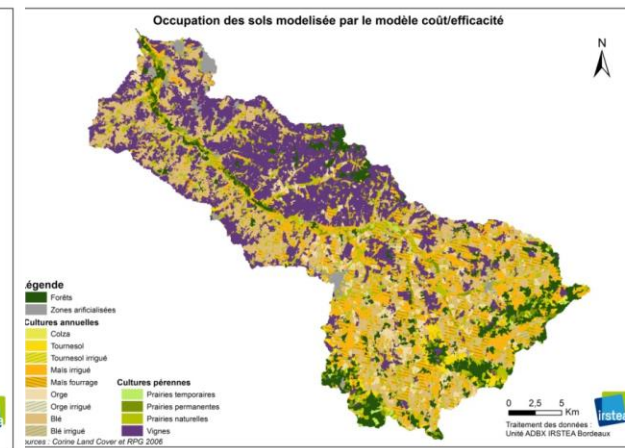 Occupation des sols modelisée par le modèle coût/efficacité
N
égende
Forêts
Zones artificialisées
Cultures annuelles
Colza
Tournesol
Tournesol irrigué
Maïs irrigué
Maïs fourrage
Orge
Orge irrigué
Blé
Blé irrigué
Cultures pérennes
Prairies temporaires
Prairies permanentes
Prairies naturelles
Vignes
urces : Corine Land Cover et RPG 2006
0 2,5 5
Km
Traitement des données :
Unité ADBX IRSTEA Bordeaux
irstea